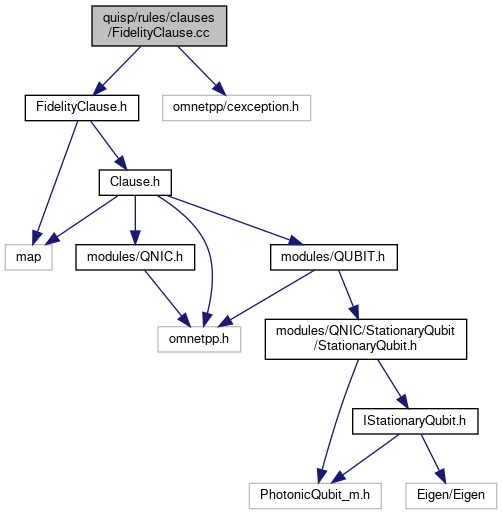 quisp/rules/clauses
/FidelityClause.cc
FidelityClause.h
omnetpp/cexception.h
Clause.h
map
modules/QNIC.h
modules/QUBIT.h
omnetpp.h
modules/QNIC/StationaryQubit
/StationaryQubit.h
IStationaryQubit.h
PhotonicQubit_m.h
Eigen/Eigen